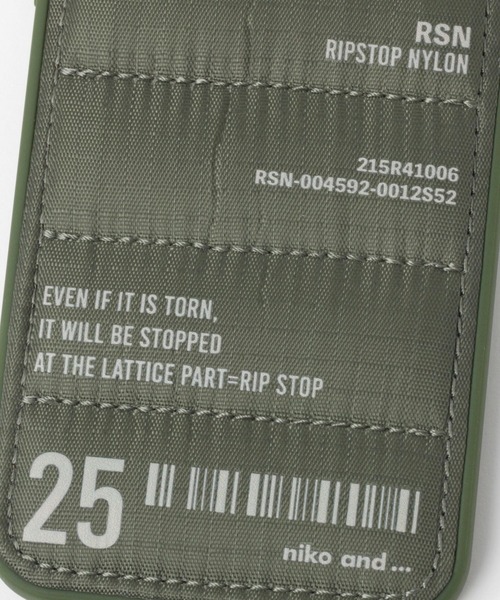 RSN
RIPSTOP NYLON
215R41006
RSN-004592-0012S52
EVEN IF IT IS TORN,
IT WILL BE STOPPED
AT THE LATTICE PART=RIP STOP
25
niko and ...